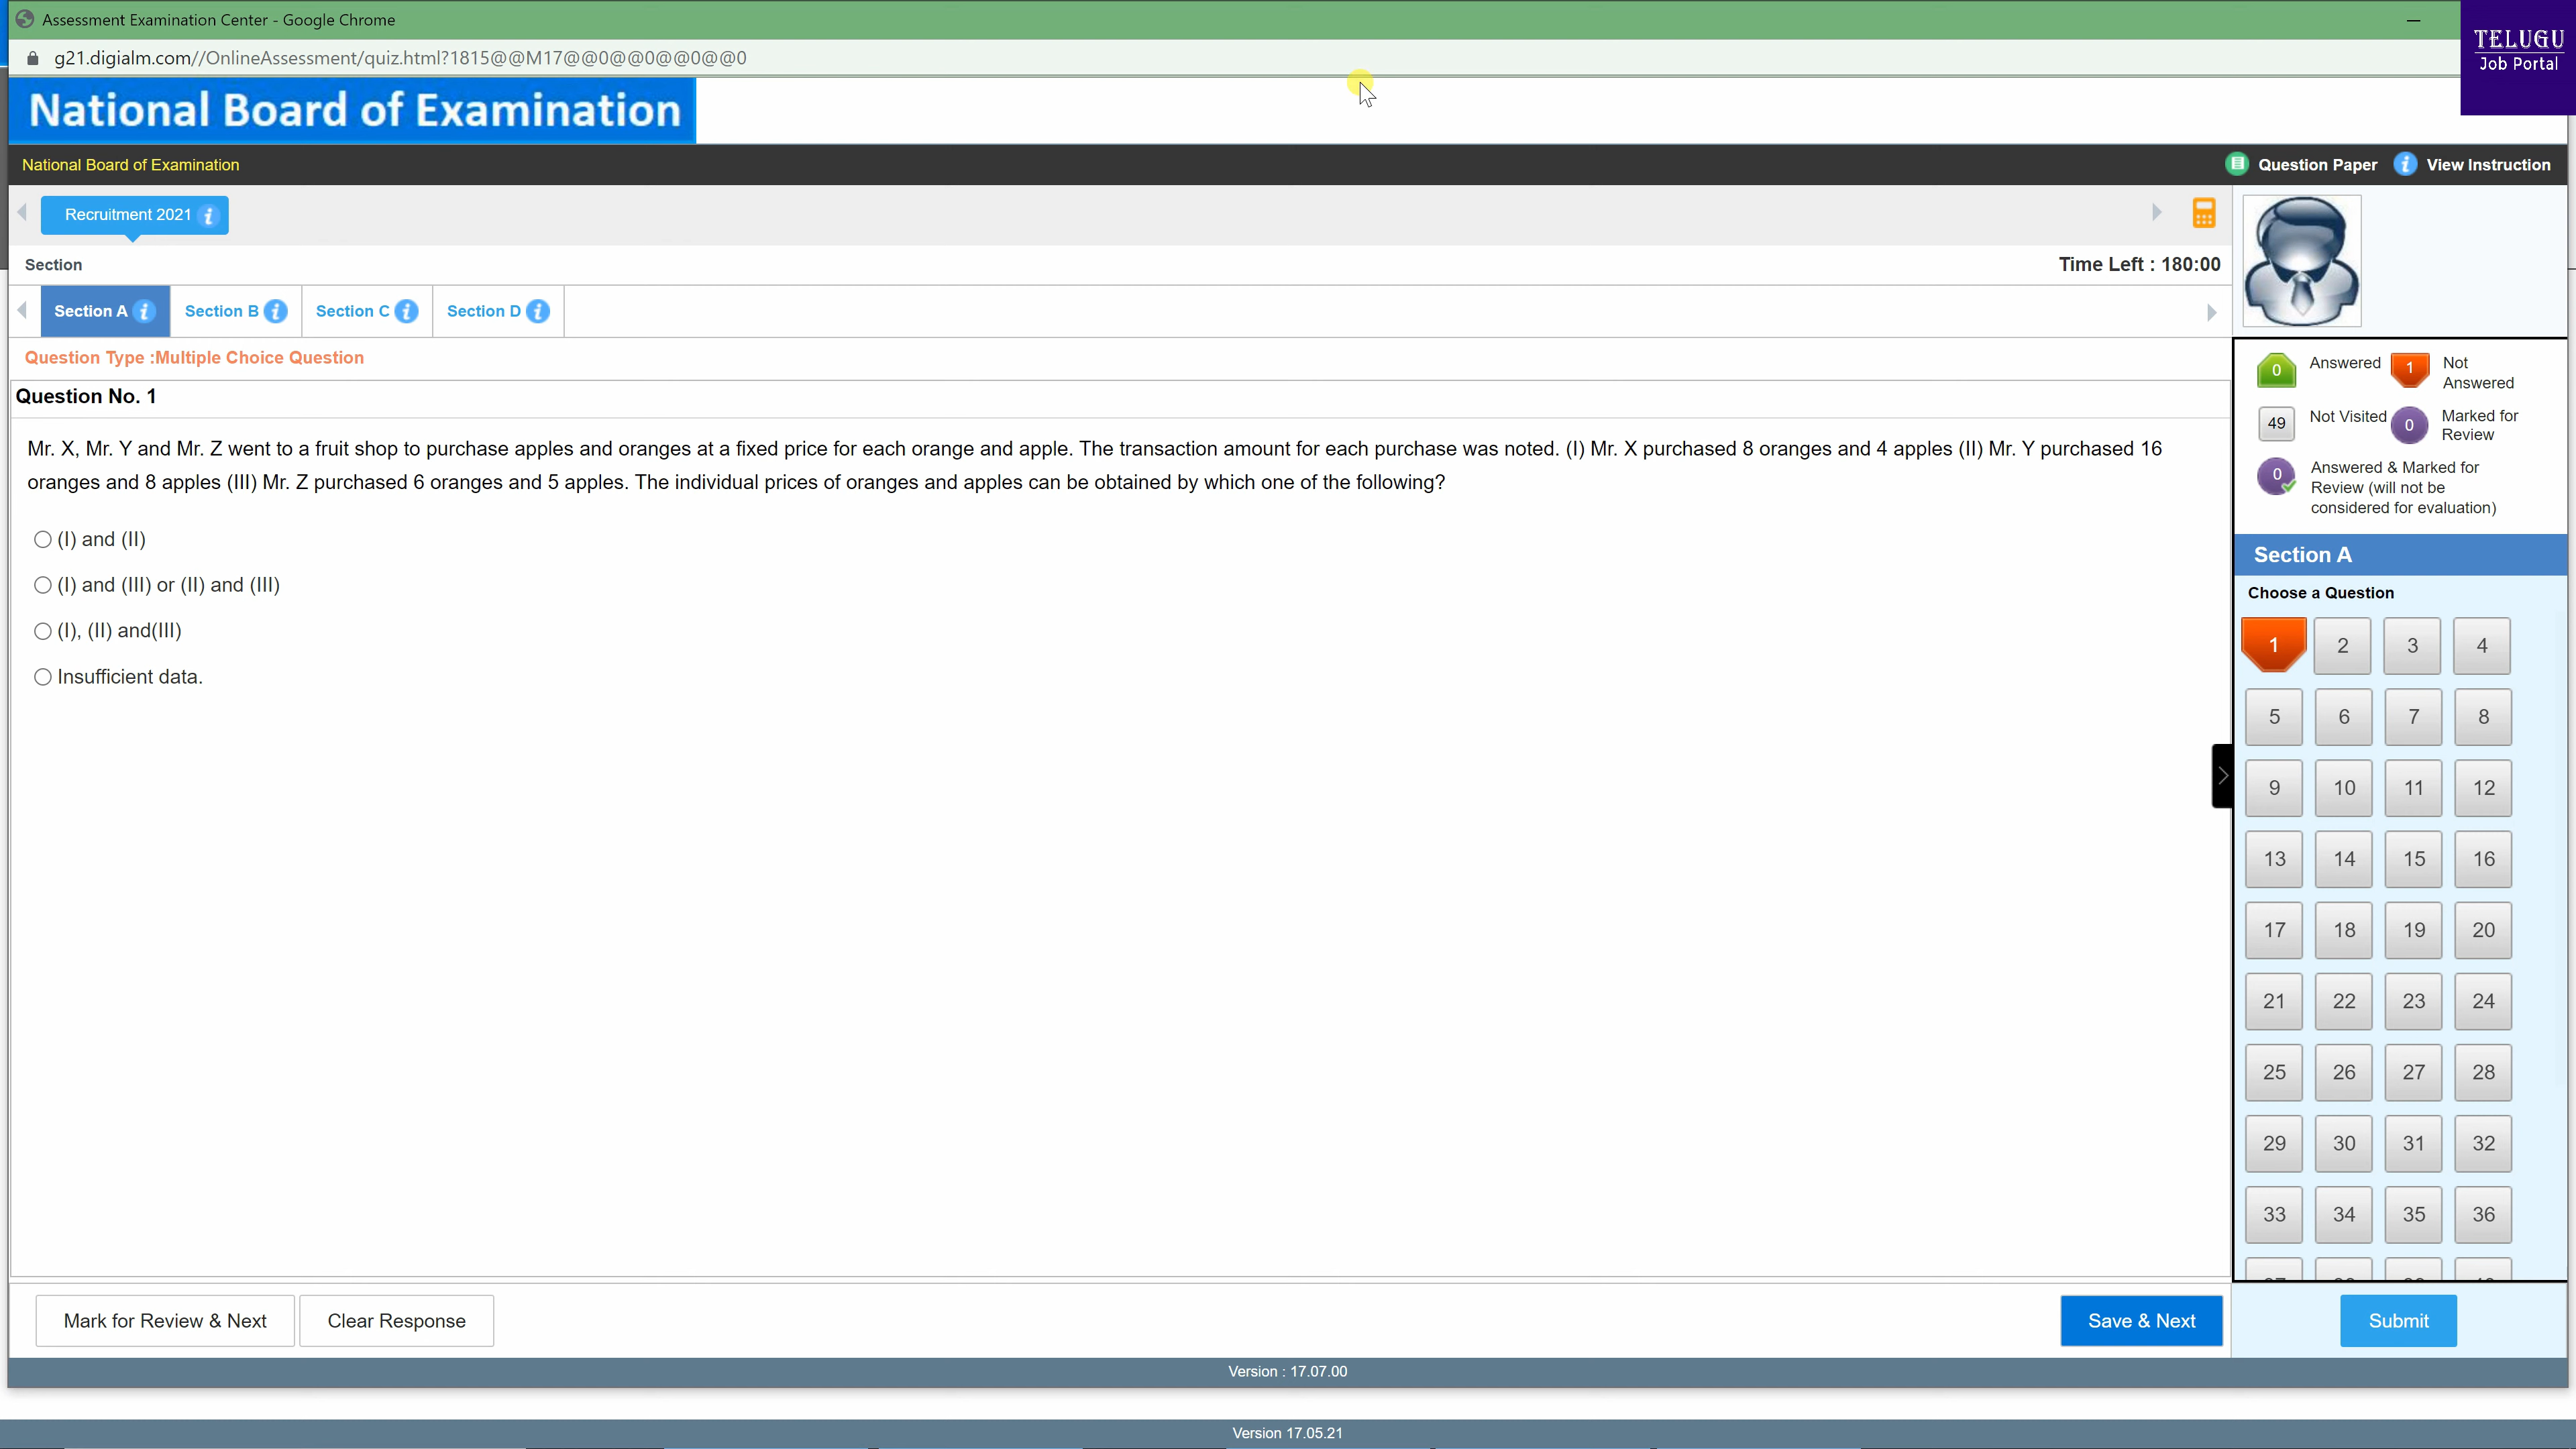 Assessment Examination Center - Google Chrome
TELUGU
Job Portal
g21.digialm.com//OnlineAssessment/quiz.html?1815@@M17@@0@@0@@0@@0
National Board of Examination
National Board of Examination
Question Paper
View Instruction
Recruitment 2021
Section
Time Left : 180:00
Section A
Section B
Section C
Section D
Question Type :Multiple Choice Question
Question No. 1
Mr. X, Mr. Y and Mr. Z went to a fruit shop to purchase apples and oranges at a fixed price for each orange and apple. The transaction amount for each purchase was noted. (I) Mr. X purchased 8 oranges and 4 apples (II) Mr. Y purchased 16
oranges and 8 apples (III) Mr. Z purchased 6 oranges and 5 apples. The individual prices of oranges and apples can be obtained by which one of the following?
(I) and (II)
(I) and (III) or (II) and (III)
(I), (II) and(III)
Insufficient data.
0 Answered 1 Not
Answered
49 Not Visited 0 Marked for
Review
0 Answered & Marked for
Review (will not be
considered for evaluation)
Section A
Choose a Question
1 2 3 4
5 6 7 8
9 10 11 12
13 14 15 16
17 18 19 20
21 22 23 24
25 26 27 28
29 30 31 32
33 34 35 36
Mark for Review & Next
Clear Response
Save & Next
Submit
Version : 17.07.00
Version 17.05.21